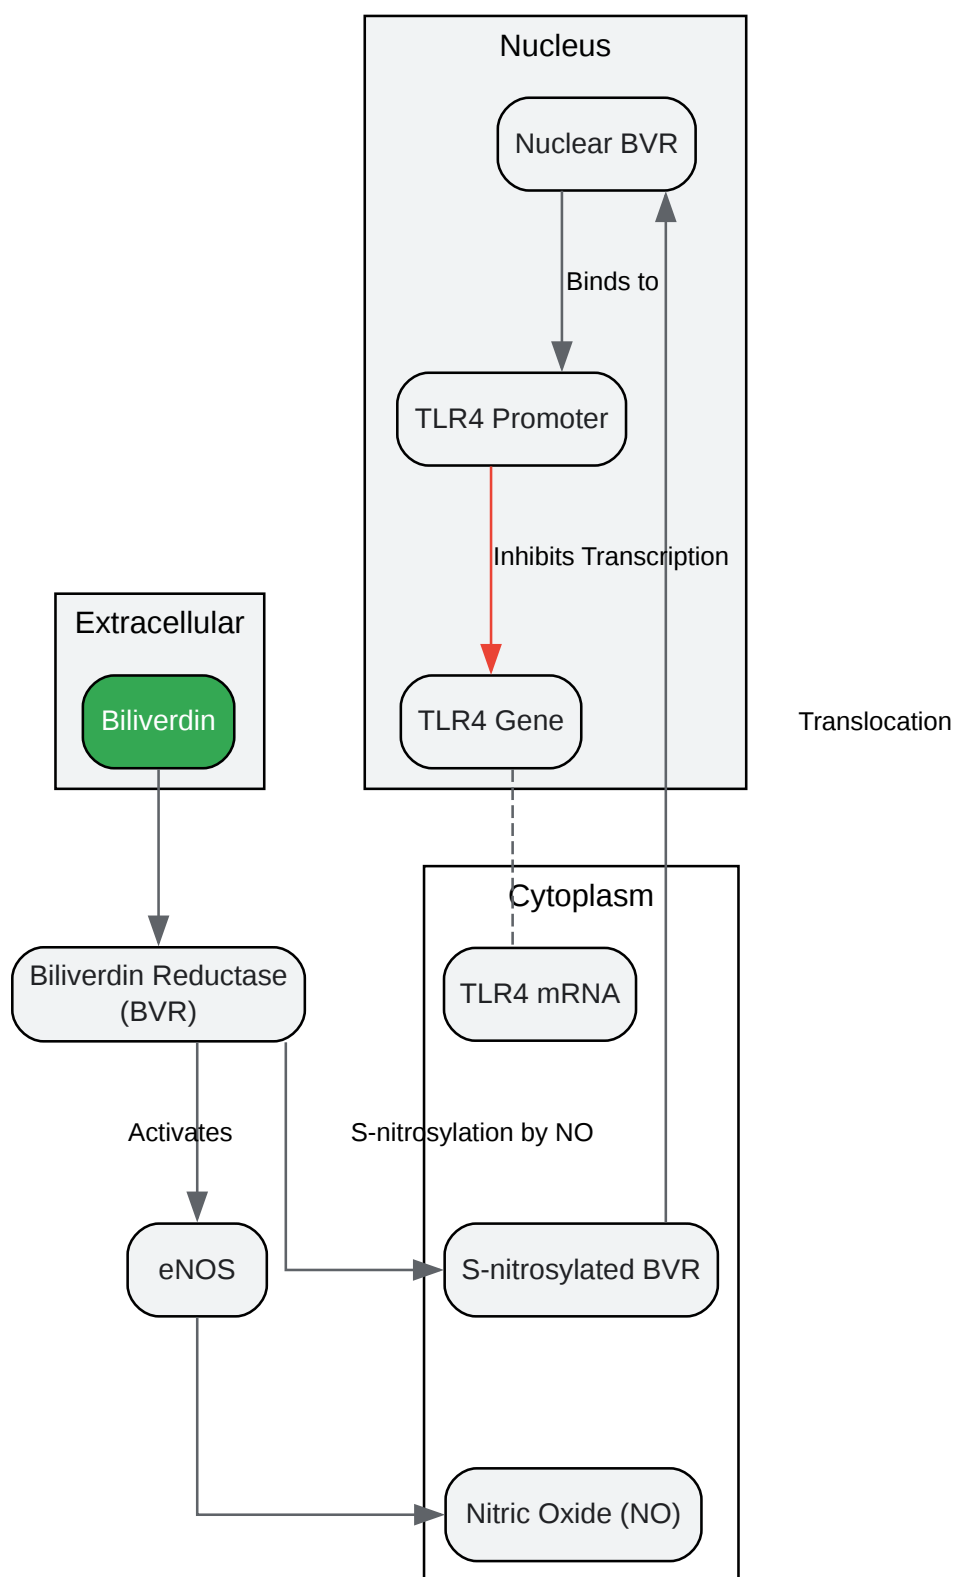 Nucleus
Nuclear BVR
Binds to
TLR4 Promoter
Inhibits Transcription
Extracellular
Biliverdin
TLR4 Gene
Translocation
Cytoplasm
Biliverdin Reductase
(BVR)
TLR4 mRNA
Activates
S-nitrosylation by NO
eNOS
S-nitrosylated BVR
Nitric Oxide (NO)